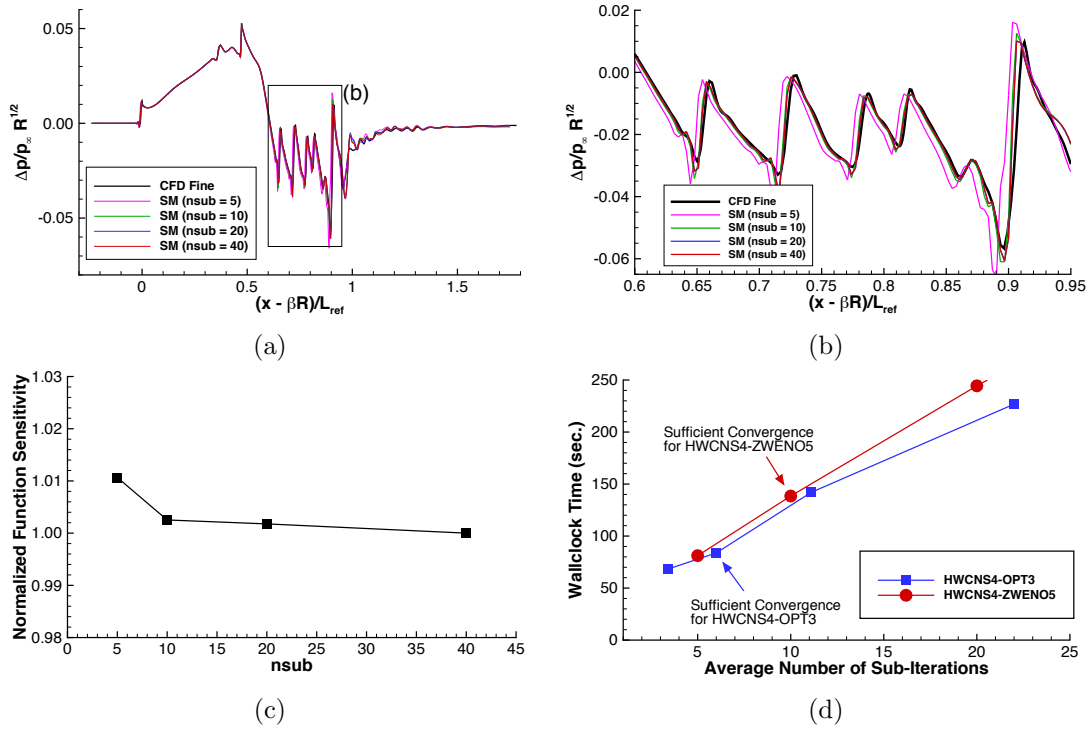 0.05
0.00
-0.05
Δp/p∞ R1/2
(b)
CFD Fine
SM (nsub = 5)
SM (nsub = 10)
SM (nsub = 20)
SM (nsub = 40)
0 0.5 1 1.5
(x - βR)/Lref
(a)
0.00
-0.02
-0.04
-0.06
Δp/p∞ R1/2
CFD Fine
SM (nsub = 5)
SM (nsub = 10)
SM (nsub = 20)
SM (nsub = 40)
0.6 0.65 0.7 0.75 0.8 0.85 0.9 0.95
(x - βR)/Lref
(b)
1.03
1.02
1.01
1.00
0.99
0.98
Normalized Function Sensitivity
0 5 10 15 20 25 30 35 40 45
nsub
(c)
250
200
150
100
50
0
Wallclock Time (sec.)
Sufficient Convergence
for HWCNS4-ZWENO5
Sufficient Convergence
for HWCNS4-OPT3
HWCNS4-OPT3
HWCNS4-ZWENO5
5 10 15 20 25
Average Number of Sub-Iterations
(d)